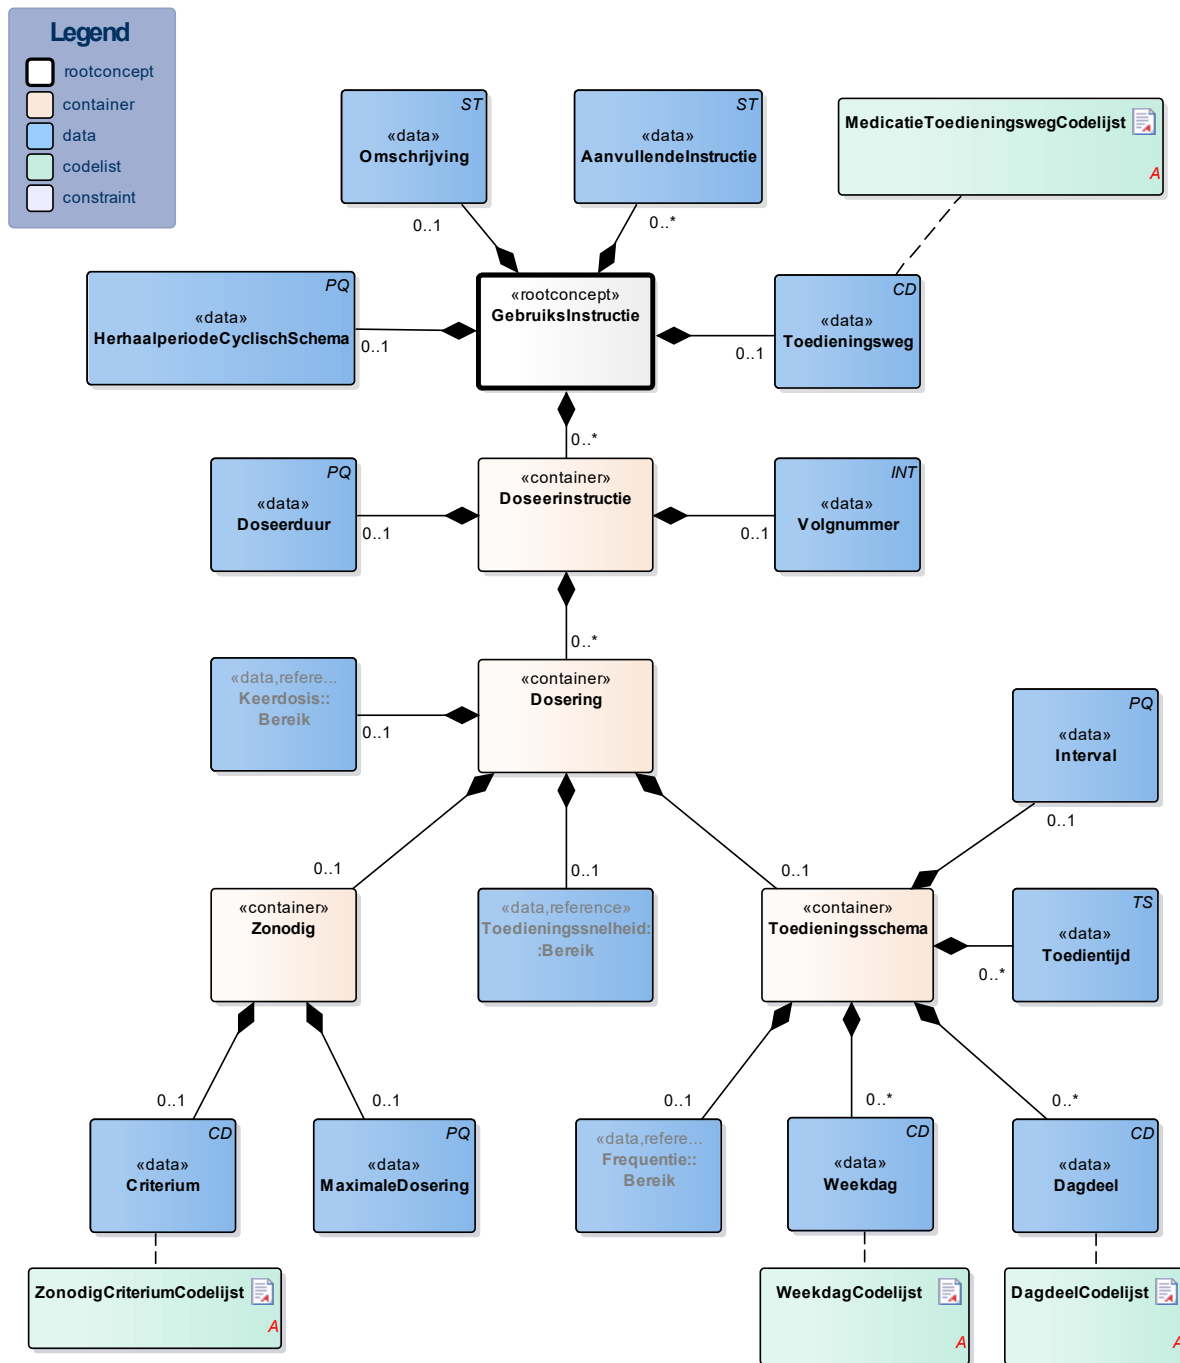 Legend
rootconcept
container
data
codelist
constraint
ST
«data»
Omschrijving
0..1
ST
«data»
AanvullendeInstructie
0..*
MedicatieToedieningswegCodelijst
A
PQ
«data»
HerhaalperiodeCyclischSchema
0..1
«rootconcept»
GebruiksInstructie
CD
«data»
Toedieningsweg
0..1
0..*
PQ
«data»
Doseerduur
0..1
«container»
Doseerinstructie
INT
«data»
Volgnummer
0..1
0..*
«data,refere...
Keerdosis::
Bereik
0..1
«container»
Dosering
PQ
«data»
Interval
0..1
0..1
0..1
0..1
«container»
Zonodig
«data,reference»
Toedieningssnelheid:
:Bereik
«container»
Toedieningsschema
TS
«data»
Toedientijd
0..*
0..1
0..1
0..1
0..*
0..*
CD
«data»
Criterium
PQ
«data»
MaximaleDosering
«data,refere...
Frequentie::
Bereik
CD
«data»
Weekdag
CD
«data»
Dagdeel
ZonodigCriteriumCodelijst
A
WeekdagCodelijst
A
DagdeelCodelijst
A